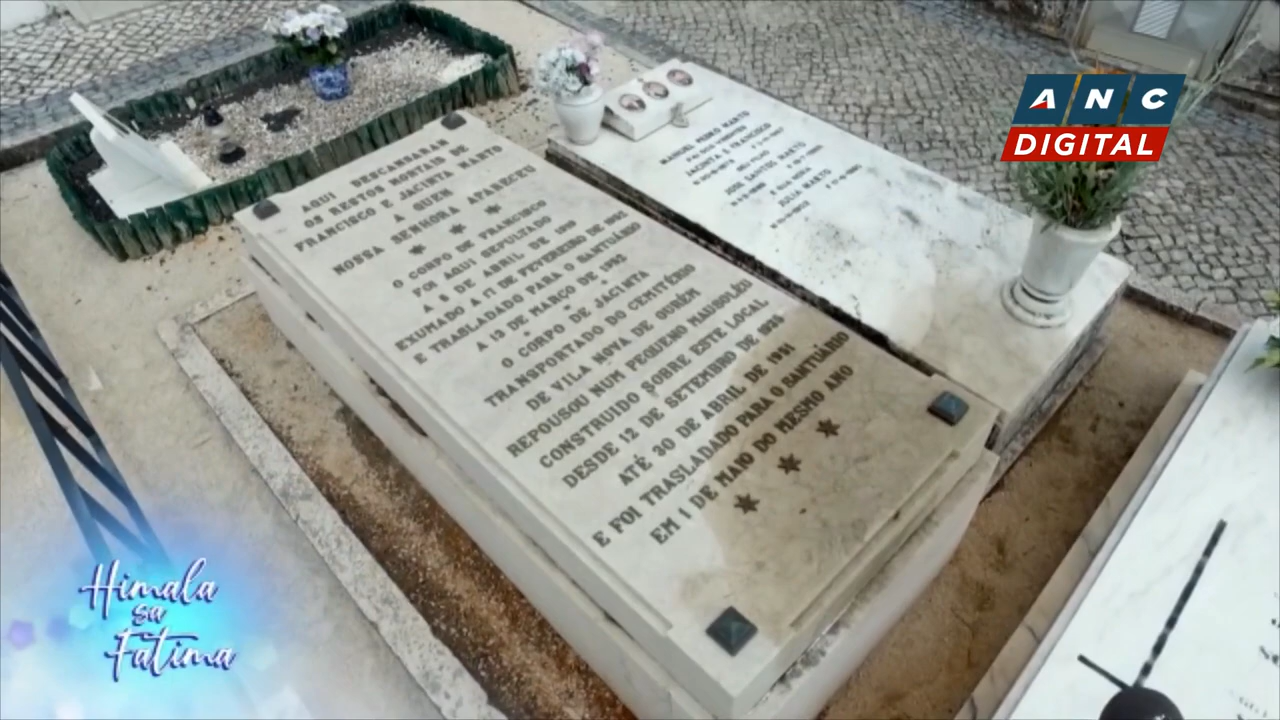 ANC
DIGITAL
AQUI DESCANSARAM
OS RESTOS MORTAIS DE
FRANCISCO E JACINTA MARTO
A QUEM
NOSSA SENHORA APARECEU
O CORPO DE FRANCISCO
FOI AQUI SEPULTADO
A 5 DE ABRIL DE 1919
EXUMADO A 17 DE FEVEREIRO DE 1952
E TRASLADADO PARA O SANTUÁRIO
A 13 DE MARÇO DE 1952
O CORPO DE JACINTA
TRANSPORTADO DO CEMITÉRIO
DE VILA NOVA DE OURÉM
REPOUSOU NUM PEQUENO MAUSOLÉU
CONSTRUIDO SOBRE ESTE LOCAL
DESDE 12 DE SETEMBRO DE 1935
ATÉ 30 DE ABRIL DE 1951
E FOI TRASLADADO PARA O SANTUÁRIO
EM 1 DE MAIO DO MESMO ANO
MANUEL PEDRO MARTO
JACINTA E FRANCISCO
JOSÉ SANTOS MARTO
JULIA MARTO
Himala
sa
Fatima